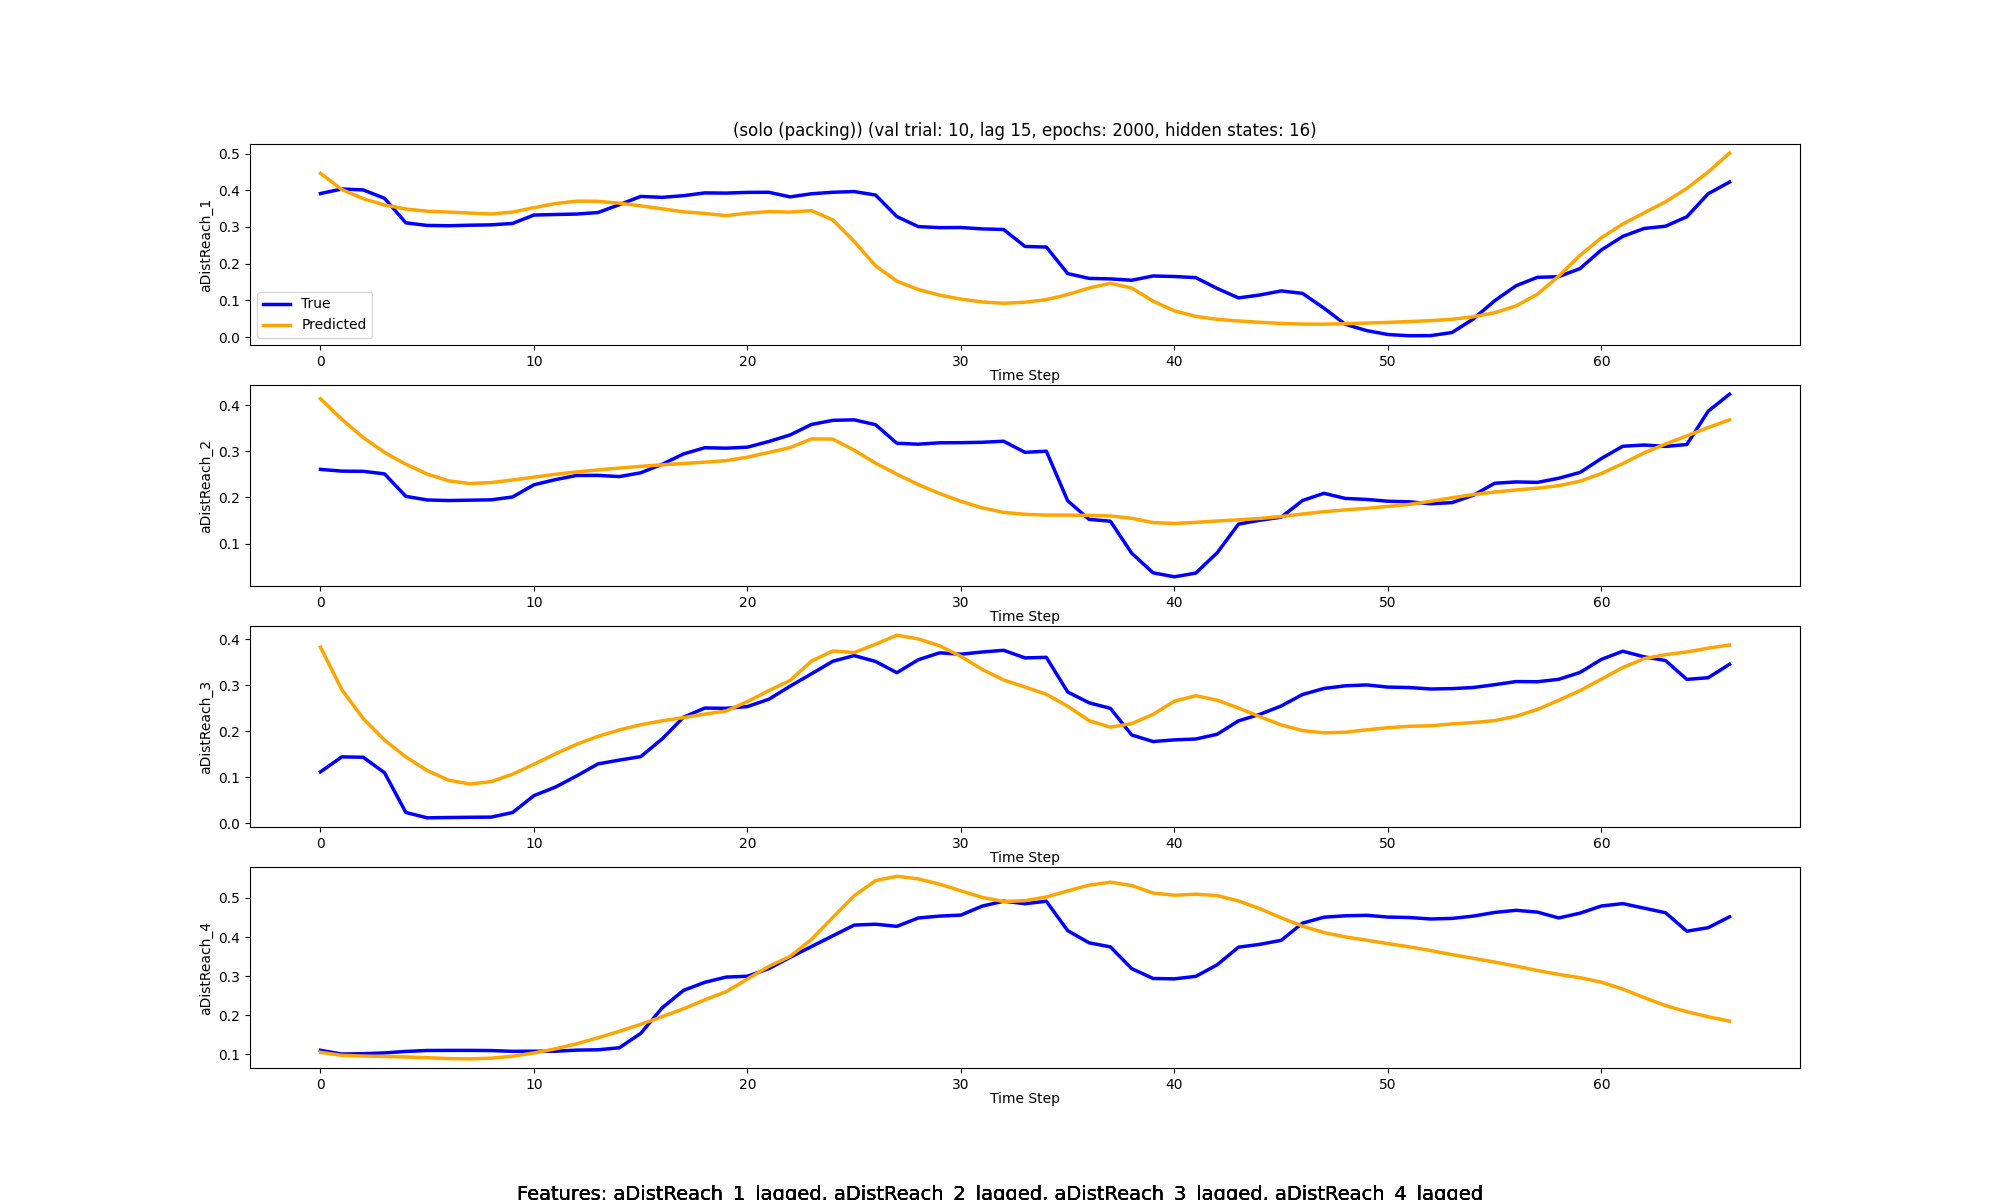 (solo (packing)) (val trial: 10, lag 15, epochs: 2000, hidden states: 16)
aDistReach_1
0.5
0.4
0.3
0.2
0.1
0.0
True
Predicted
0 10 20 30 40 50 60
Time Step
aDistReach_2
0.4
0.3
0.2
0.1
0 10 20 30 40 50 60
Time Step
aDistReach_3
0.4
0.3
0.2
0.1
0.0
0 10 20 30 40 50 60
Time Step
aDistReach_4
0.5
0.4
0.3
0.2
0.1
0 10 20 30 40 50 60
Time Step
Features: aDistReach_1_lagged, aDistReach_2_lagged, aDistReach_3_lagged, aDistReach_4_lagged